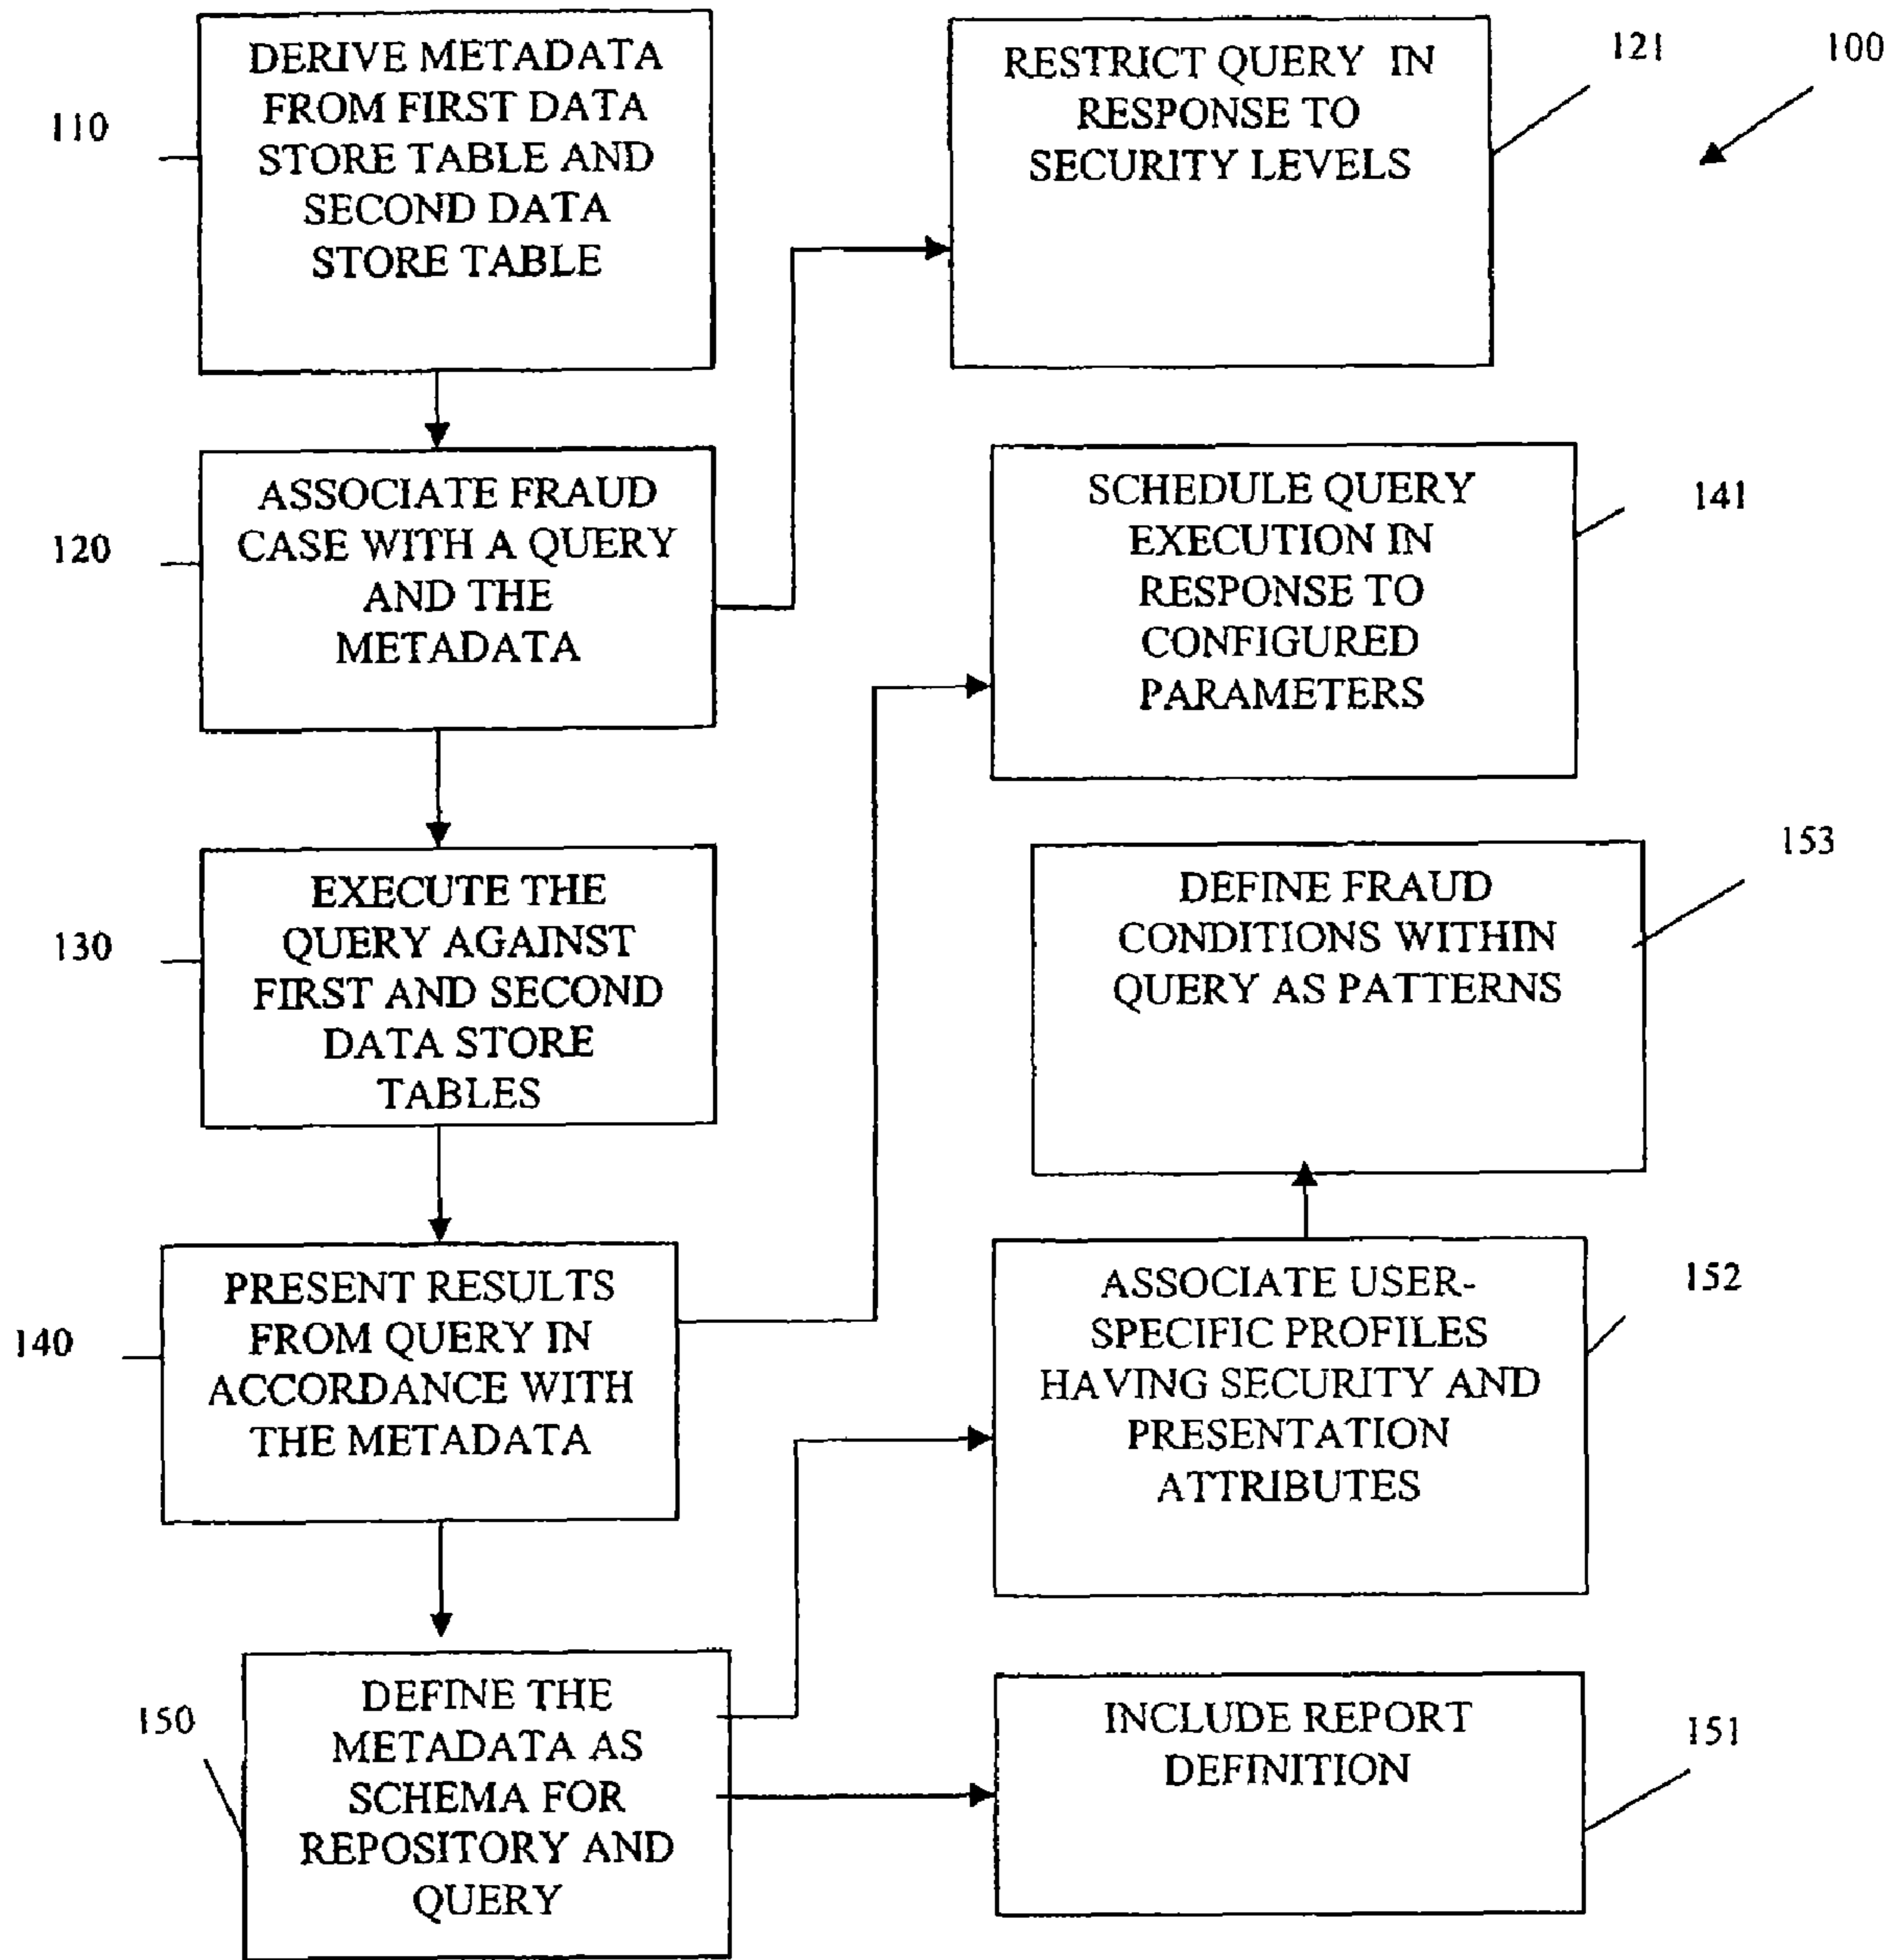 110
DERIVE METADATA
FROM FIRST DATA
STORE TABLE AND
SECOND DATA
STORE TABLE
RESTRICT QUERY IN
RESPONSE TO
SECURITY LEVELS
121
100
120
ASSOCIATE FRAUD
CASE WITH A QUERY
AND THE
METADATA
SCHEDULE QUERY
EXECUTION IN
RESPONSE TO
CONFIGURED
PARAMETERS
141
130
EXECUTE THE
QUERY AGAINST
FIRST AND SECOND
DATA STORE
TABLES
DEFINE FRAUD
CONDITIONS WITHIN
QUERY AS PATTERNS
153
140
PRESENT RESULTS
FROM QUERY IN
ACCORDANCE WITH
THE METADATA
ASSOCIATE USER-
SPECIFIC PROFILES
HAVING SECURITY AND
PRESENTATION
ATTRIBUTES
152
150
DEFINE THE
METADATA AS
SCHEMA FOR
REPOSITORY AND
QUERY
INCLUDE REPORT
DEFINITION
151